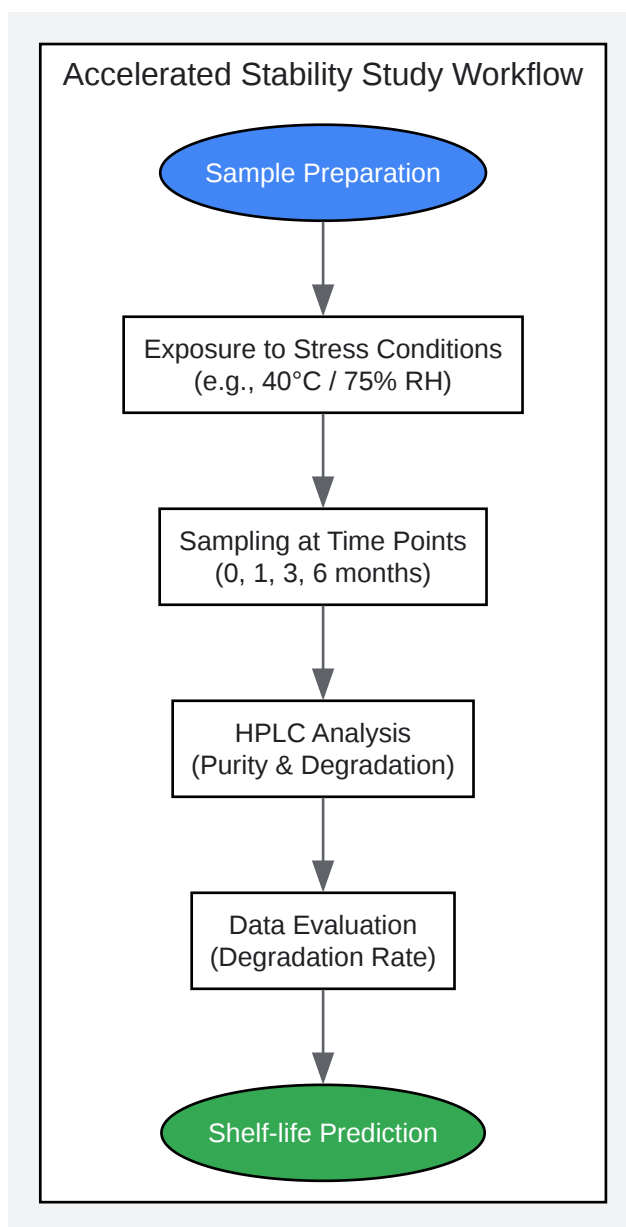 Accelerated Stability Study Workflow
Sample Preparation
Exposure to Stress Conditions
(e.g., 40°C / 75% RH)
Sampling at Time Points
(0, 1, 3, 6 months)
HPLC Analysis
(Purity & Degradation)
Data Evaluation
(Degradation Rate)
Shelf-life Prediction